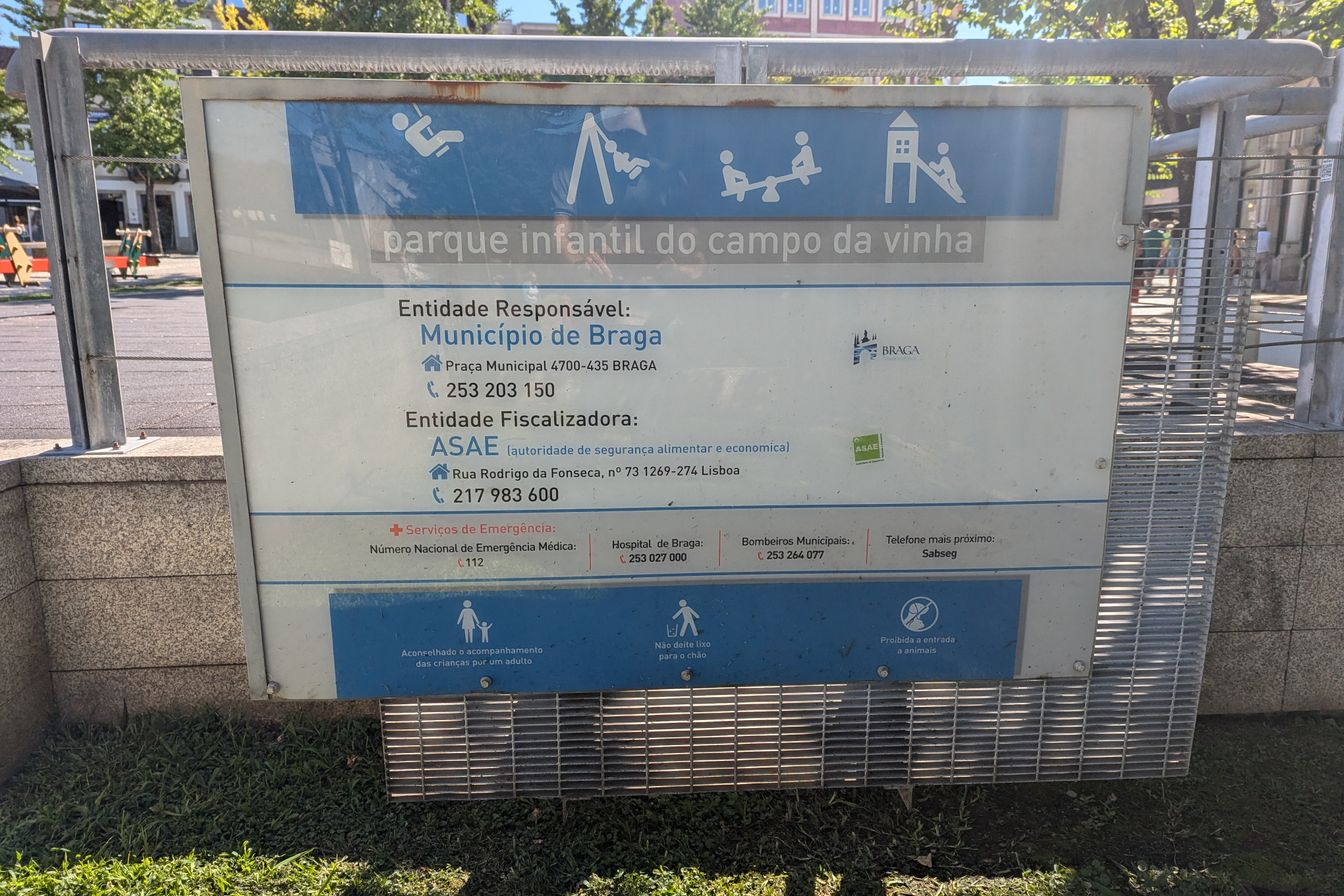 parque infantil do campo da vinha
Entidade Responsável:
Município de Braga
Praça Municipal 4700-435 BRAGA
253 203 150
BRAGA
Entidade Fiscalizadora:
ASAE (autoridade de segurança alimentar e economica)
Rua Rodrigo da Fonseca, nº 73 1269-274 Lisboa
217 983 600
ASAE
Serviços de Emergência:
Número Nacional de Emergência Médica:
112
Hospital de Braga:
253 027 000
Bombeiros Municipais:
253 264 077
Telefone mais próximo:
Sabseg
Aconselhado o acompanhamento
das crianças por um adulto
Não deite lixo
para o chão
Proibida a entrada
a animais